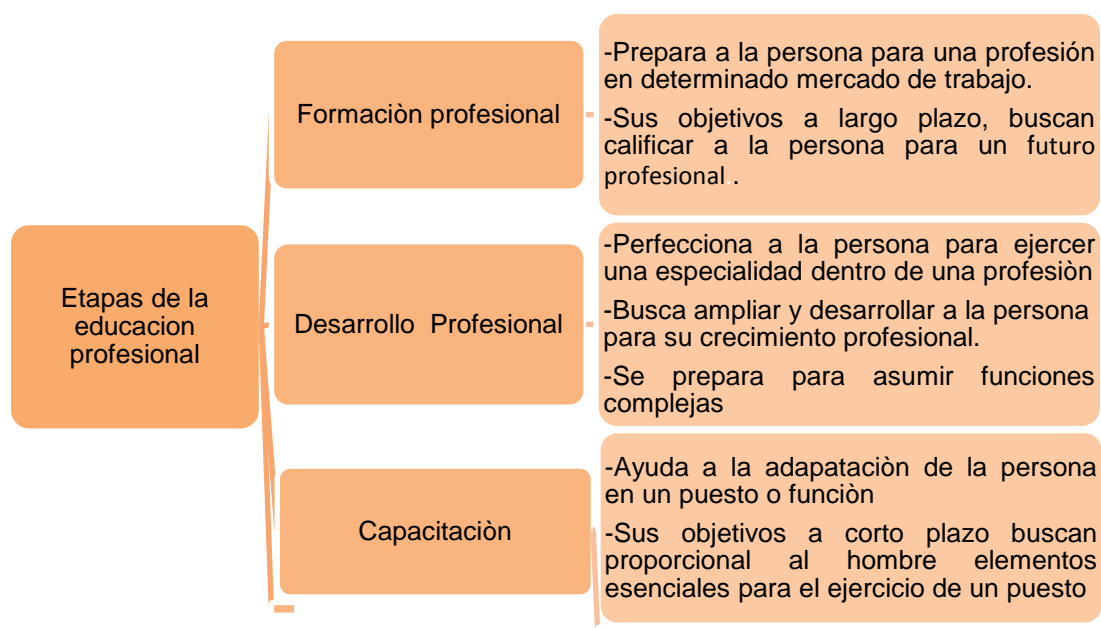 Etapas de la
educacion
profesional
Formaciòn profesional
-Prepara a la persona para una profesión
en determinado mercado de trabajo.
-Sus objetivos a largo plazo, buscan
calificar a la persona para un futuro
profesional .
Desarrollo Profesional
-Perfecciona a la persona para ejercer
una especialidad dentro de una profesiòn
-Busca ampliar y desarrollar a la persona
para su crecimiento profesional.
-Se prepara para asumir funciones
complejas
Capacitaciòn
-Ayuda a la adapataciòn de la persona
en un puesto o funciòn
-Sus objetivos a corto plazo buscan
proporcional al hombre elementos
esenciales para el ejercicio de un puesto